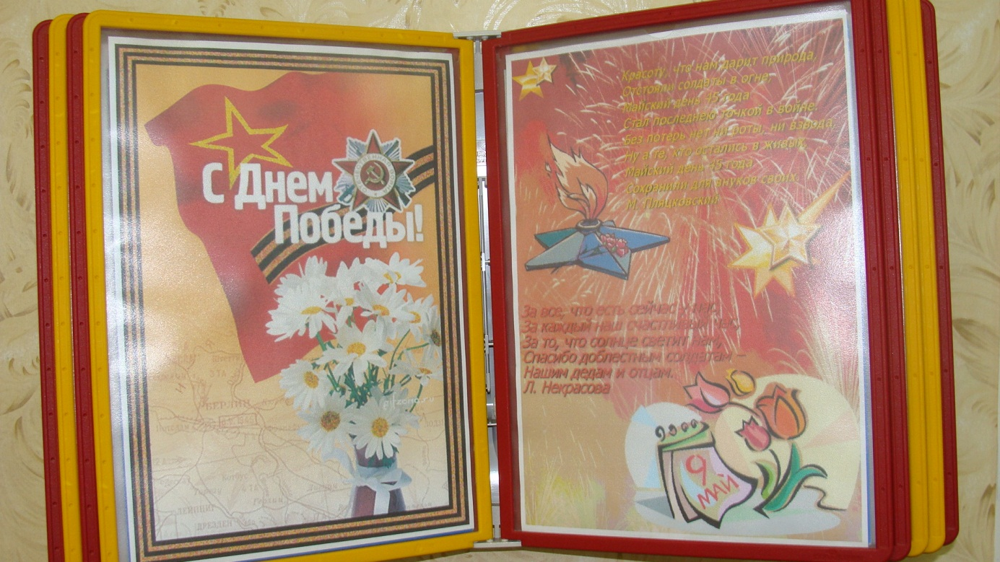 С Днем
Победы!
pitzcha.ru
БЕРЛИН
ЛЕЙПЦИГ
ДРЕЗДЕН
Красоту, что нам дарит природа,
Отстояли солдаты в огне,
Майский день 45 года
Стал последнею точкой в войне.
Без потерь нет ни роты, ни взвода,
Ну а те, кто остались в живых,
Майский день 45 года
Сохранили для внуков своих.
М. Пляцковский
За все, что есть сейчас у нас,
За каждый наш счастливый час,
За то, что солнце светит нам,
Спасибо доблестным солдатам –
Нашим дедам и отцам.
Л. Некрасова
9
МАЙ